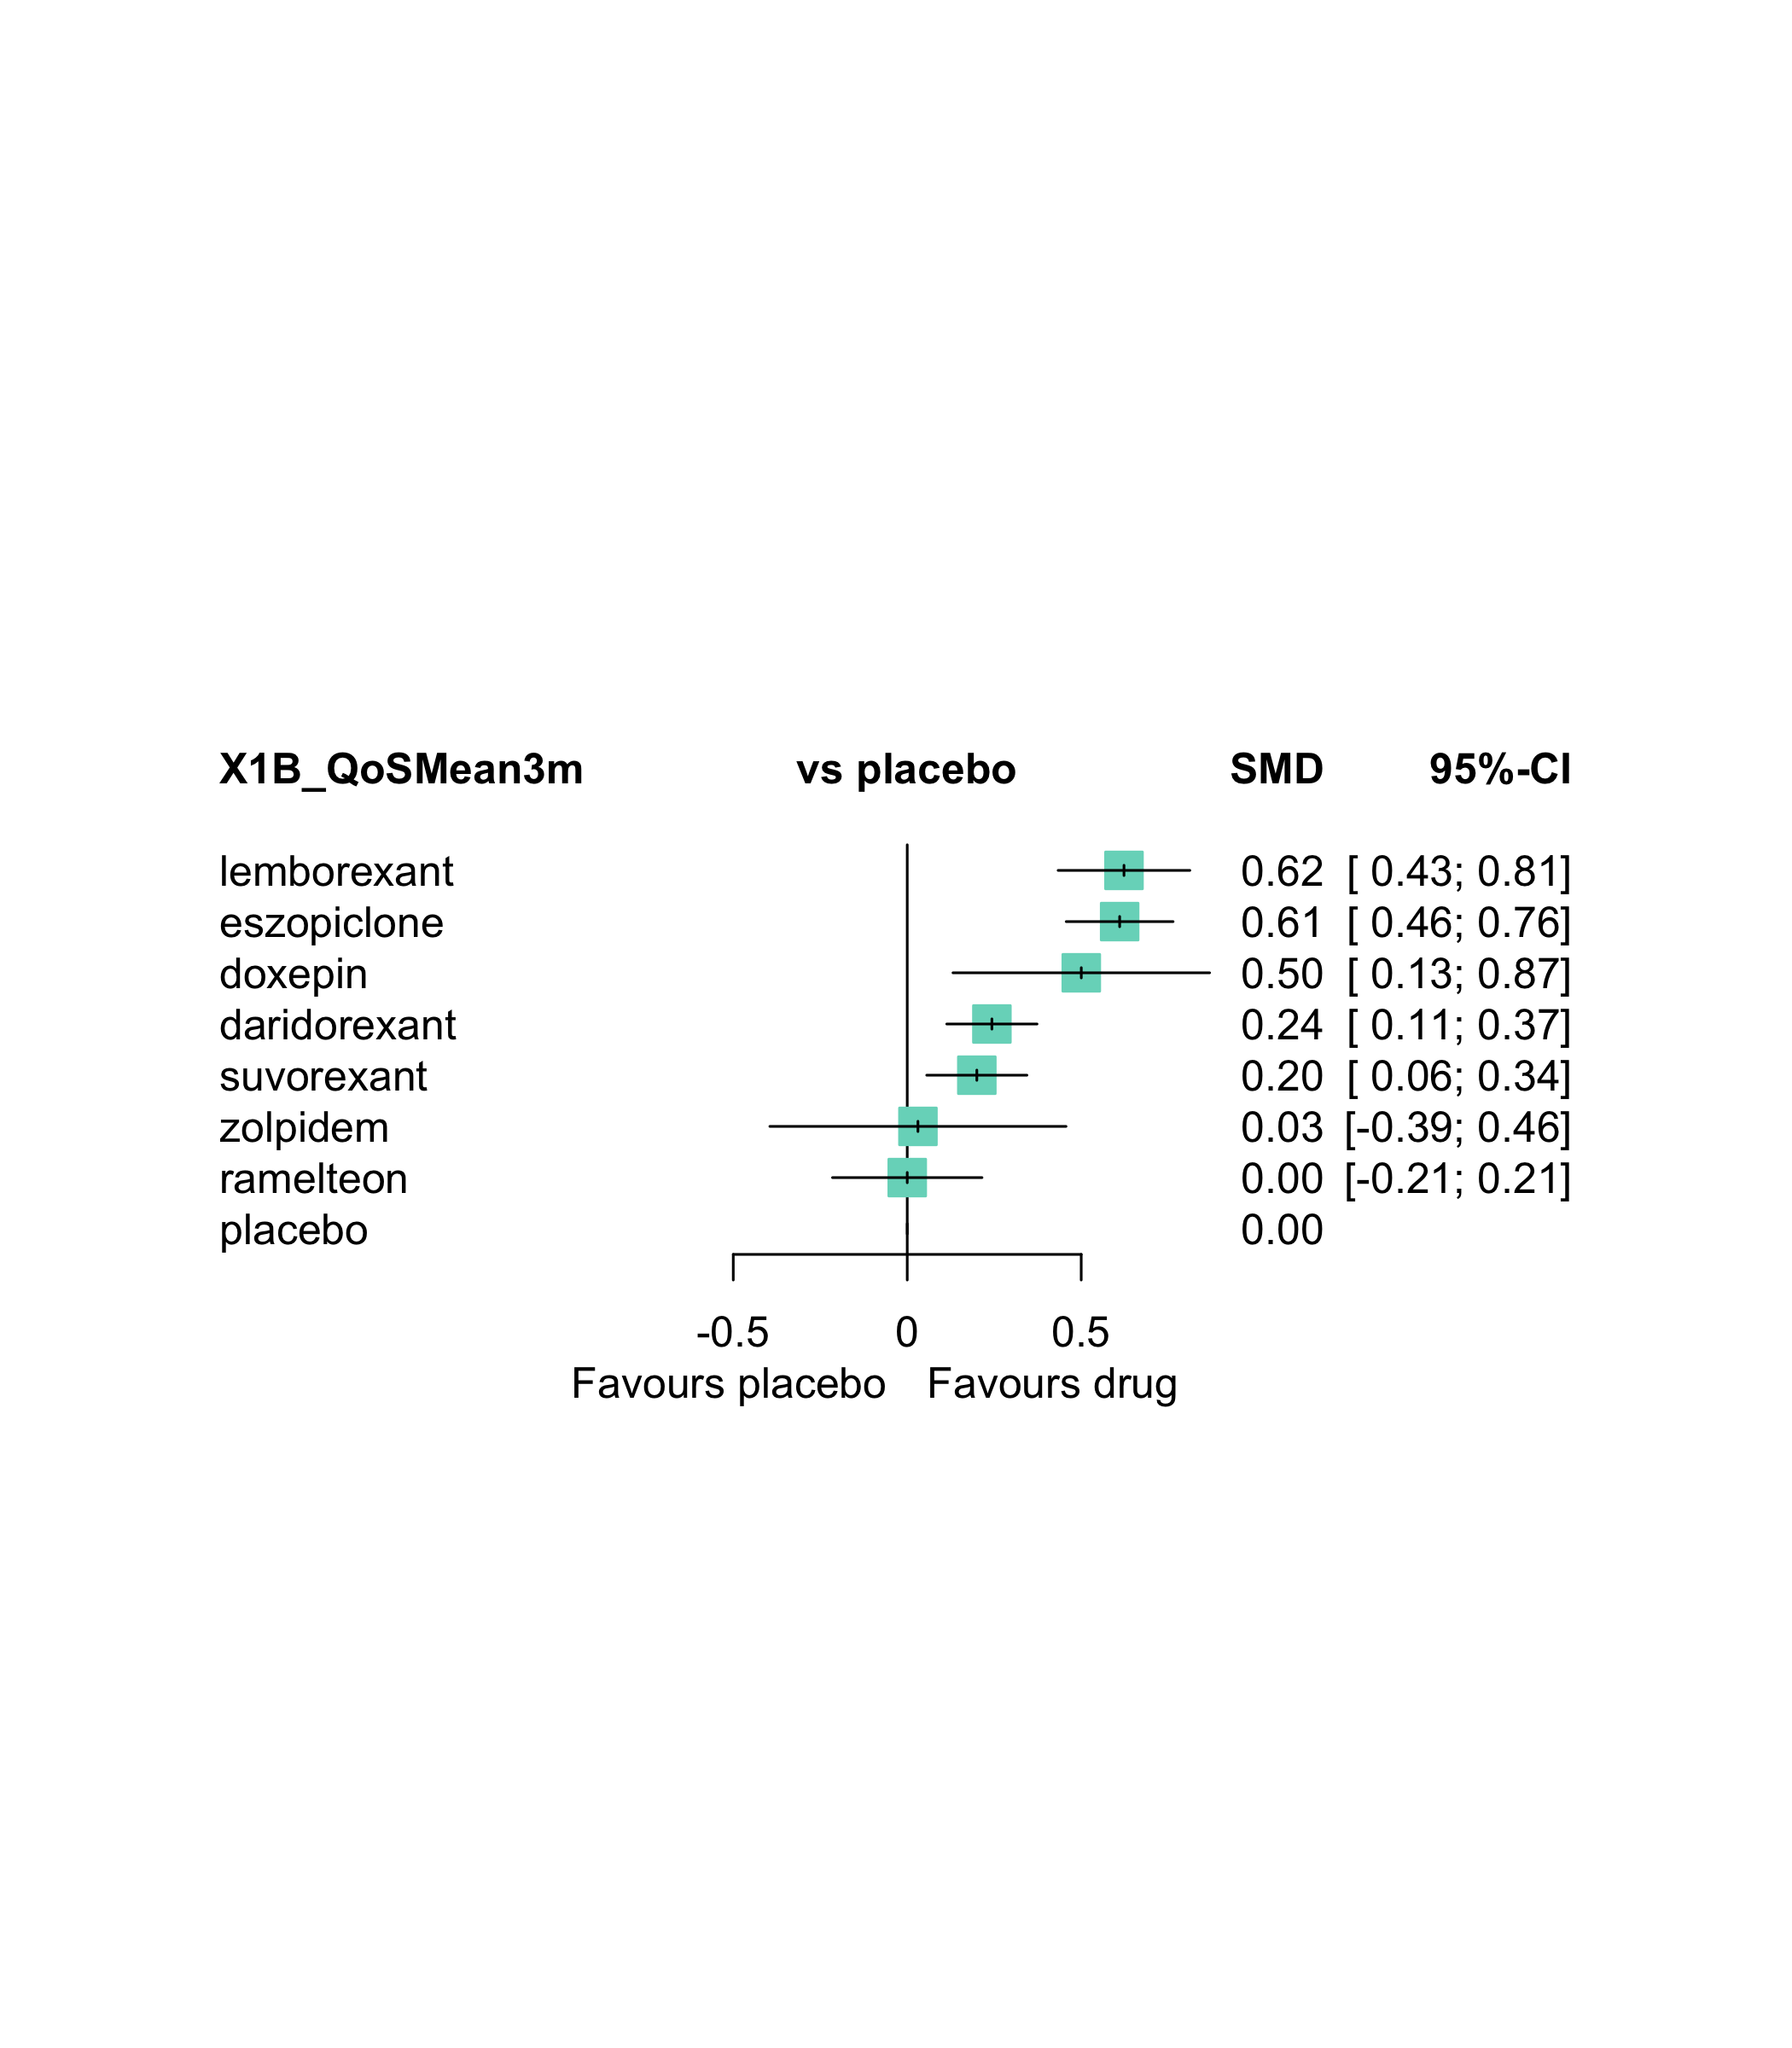 X1B_QoSMean3m vs placebo SMD 95%-CI
lemborexant 0.62 [ 0.43; 0.81]
eszopiclone 0.61 [ 0.46; 0.76]
doxepin 0.50 [ 0.13; 0.87]
daridorexant 0.24 [ 0.11; 0.37]
suvorexant 0.20 [ 0.06; 0.34]
zolpidem 0.03 [-0.39; 0.46]
ramelteon 0.00 [-0.21; 0.21]
placebo 0.00
-0.5 0 0.5
Favours placebo Favours drug